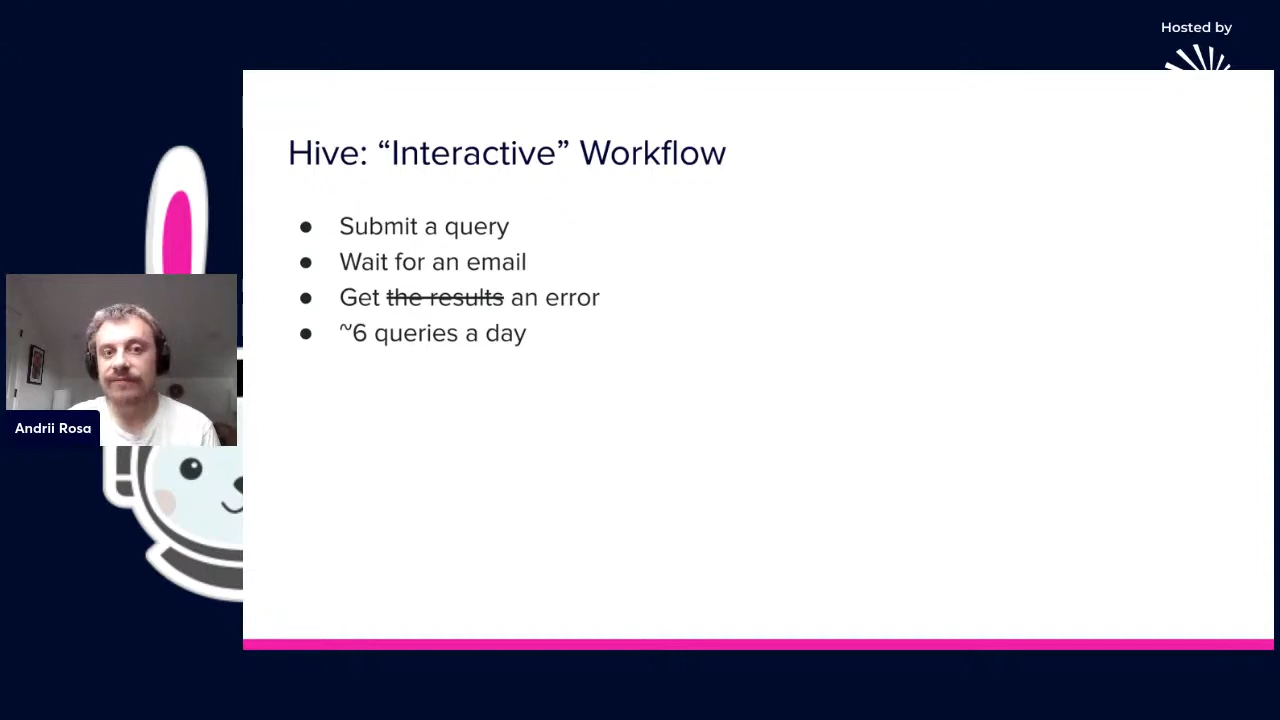 Hosted by
Hive: “Interactive” Workflow
● Submit a query
● Wait for an email
● Get the results an error
● ~6 queries a day
Andrii Rosa